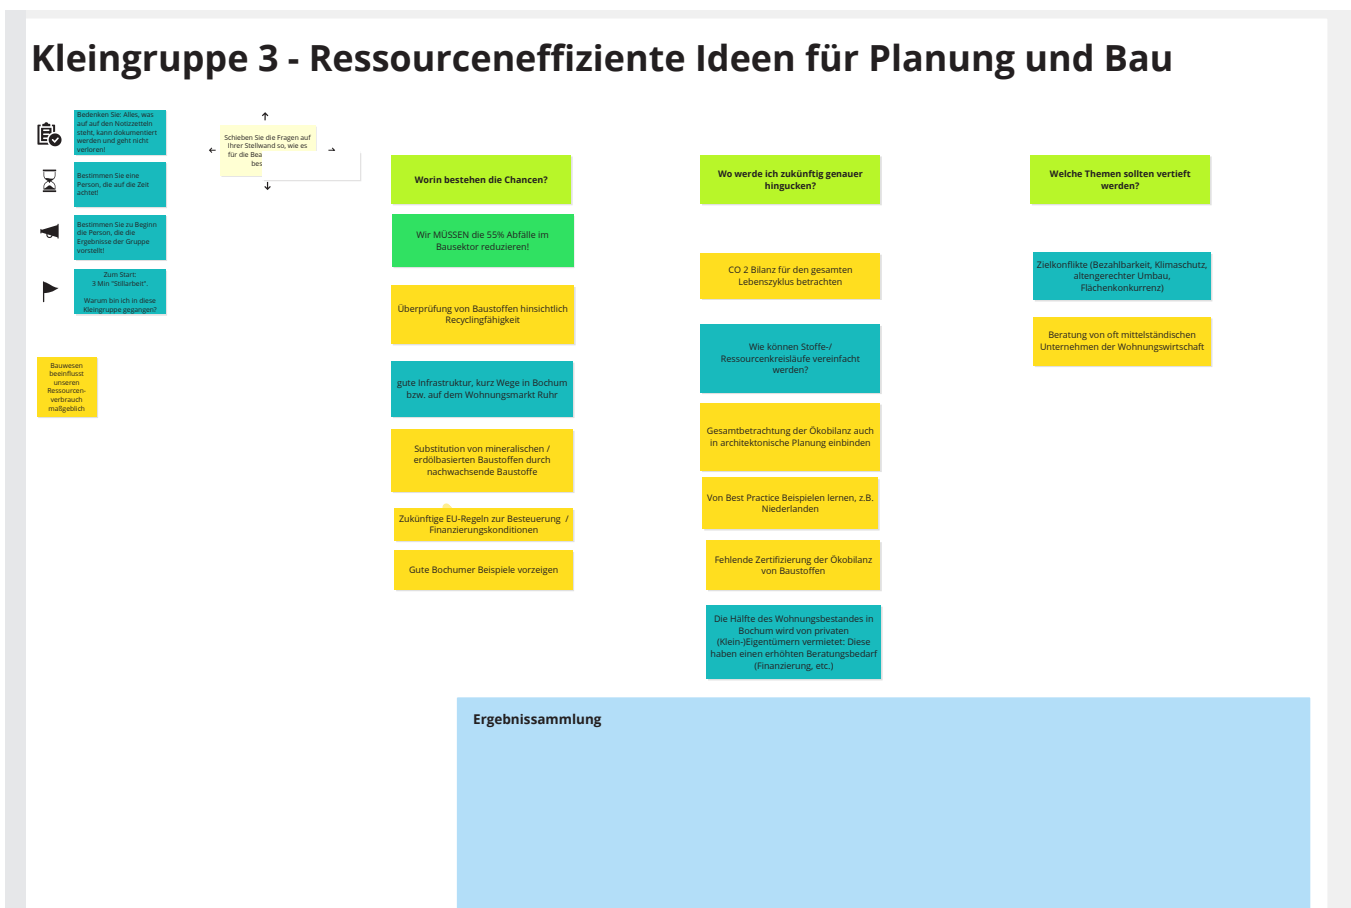 Kleingruppe 3 - Ressourceneffiziente Ideen für Planung und Bau
Bedenken Sie: Alles, was
auf auf den Notizzetteln
steht, kann dokumentiert
werden und geht nicht
verloren!
Bestimmen Sie eine
Person, die auf die Zeit
achtet!
Bestimmen Sie zu Beginn
die Person, die die
Ergebnisse der Gruppe
vorstellt!
Zum Start:
3 Min "Stillarbeit".
Warum bin ich in diese
Kleingruppe gegangen?
Bauwesen
beeinflusst
unseren
Ressourcen-
verbrauch
maßgeblich
Schieben Sie die Fragen auf
Ihrer Stellwand so, wie es
für die
Worin bestehen die Chancen?
Wir MÜSSEN die 55% Abfälle im
Bausektor reduzieren!
Überprüfung von Baustoffen hinsichtlich
Recyclingfähigkeit
gute Infrastruktur, kurz Wege in Bochum
bzw. auf dem Wohnungsmarkt Ruhr
Substitution von mineralischen /
erdölbasierten Baustoffen durch
nachwachsende Baustoffe
Zukünftige EU-Regeln zur Besteuerung /
Finanzierungskonditionen
Gute Bochumer Beispiele vorzeigen
Wo werde ich zukünftig genauer
hingucken?
CO 2 Bilanz für den gesamten
Lebenszyklus betrachten
Wie können Stoffe-/
Ressourcenkreisläufe vereinfacht
werden?
Gesamtbetrachtung der Ökobilanz auch
in architektonische Planung einbinden
Von Best Practice Beispielen lernen, z.B.
Niederlanden
Fehlende Zertifizierung der Ökobilanz
von Baustoffen
Die Hälfte des Wohnungsbestandes in
Bochum wird von privaten
(Klein-)Eigentümern vermietet: Diese
haben einen erhöhten Beratungsbedarf
(Finanzierung, etc.)
Welche Themen sollten vertieft
werden?
Zielkonflikte (Bezahlbarkeit, Klimaschutz,
altengerechter Umbau,
Flächenkonkurrenz)
Beratung von oft mittelständischen
Unternehmen der Wohnungswirtschaft
Ergebnissammlung